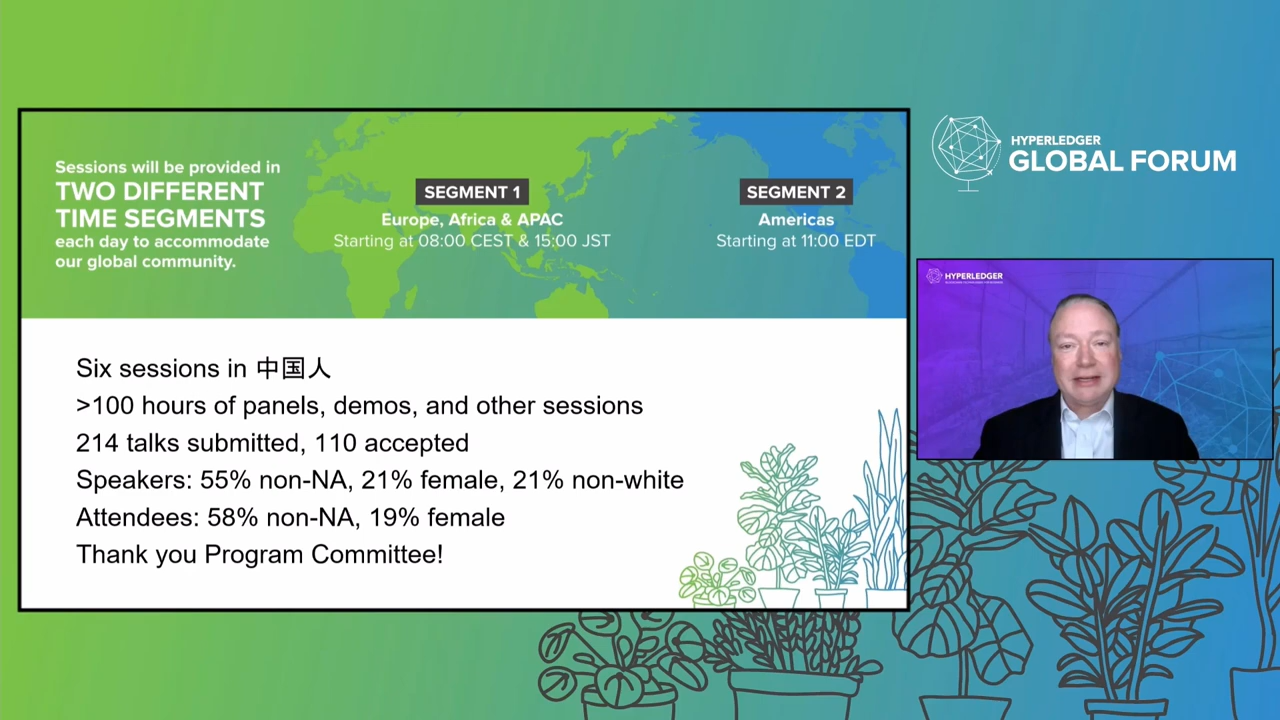 Sessions will be provided in
TWO DIFFERENT
TIME SEGMENTS
each day to accommodate
our global community.
SEGMENT 1
Europe, Africa & APAC
Starting at 08:00 CEST & 15:00 JST
SEGMENT 2
Americas
Starting at 11:00 EDT
Six sessions in 中国人
>100 hours of panels, demos, and other sessions
214 talks submitted, 110 accepted
Speakers: 55% non-NA, 21% female, 21% non-white
Attendees: 58% non-NA, 19% female
Thank you Program Committee!
HYPERLEDGER
GLOBAL FORUM
HYPERLEDGER